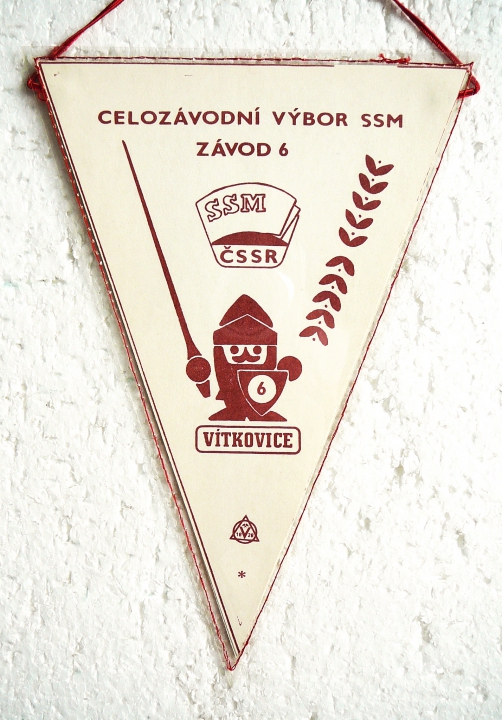 CELOZÁVODNÍ VÝBOR SSM
ZÁVOD 6
SSM
ČSSR
6
VÍTKOVICE